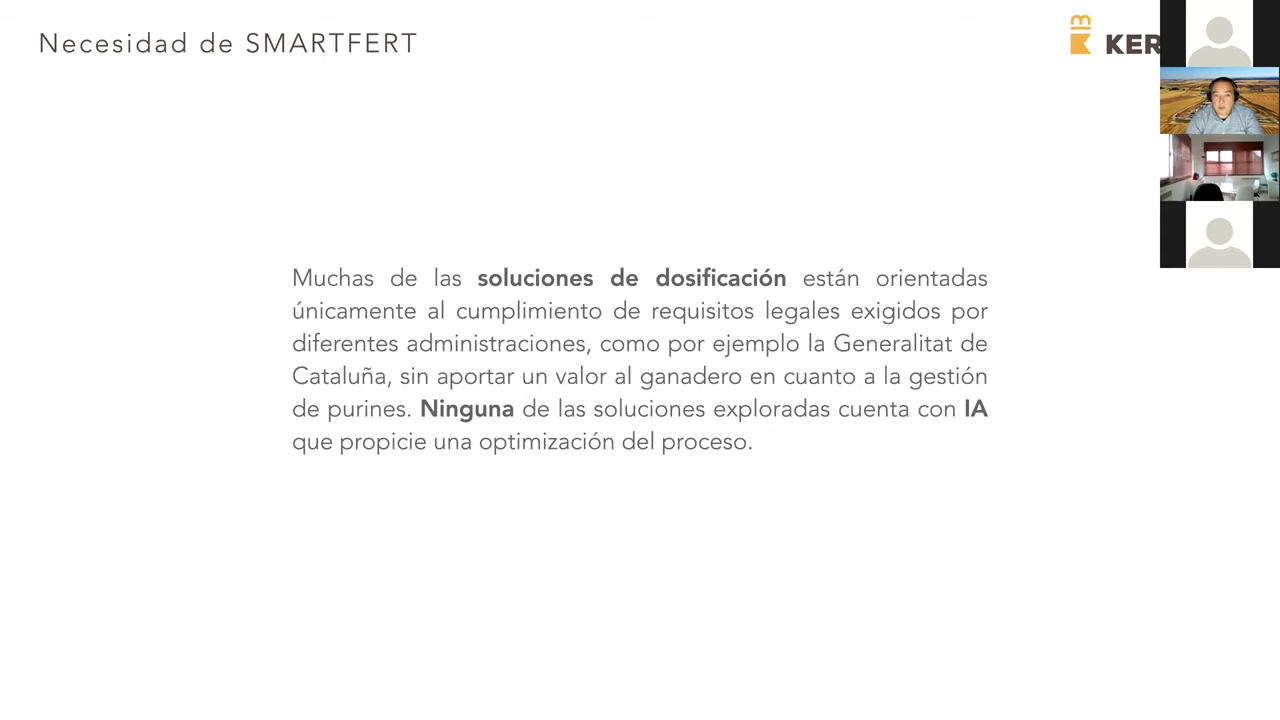 Necesidad de SMARTFERT
KER
Muchas de las soluciones de dosificación están orientadas
únicamente al cumplimiento de requisitos legales exigidos por
diferentes administraciones, como por ejemplo la Generalitat de
Cataluña, sin aportar un valor al ganadero en cuanto a la gestión
de purines. Ninguna de las soluciones exploradas cuenta con IA
que propicie una optimización del proceso.